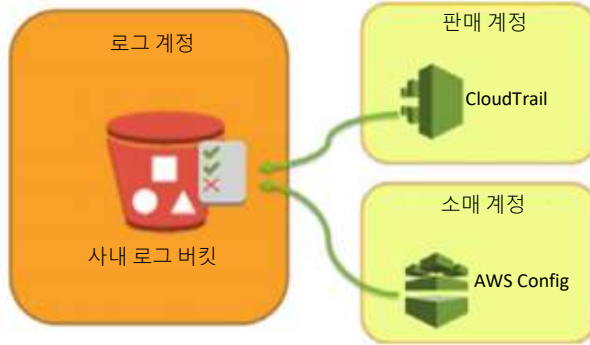 로그 계정
사내 로그 버킷
판매 계정
CloudTrail
소매 계정
AWS Config